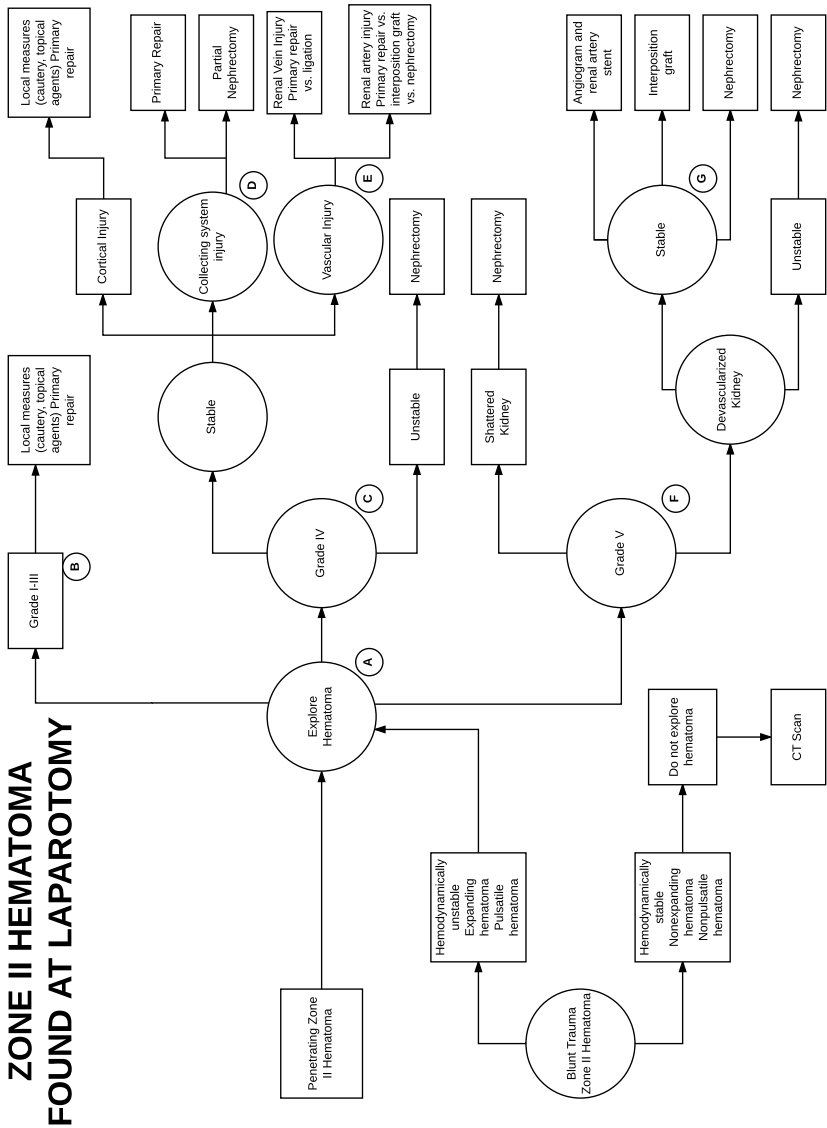 ZONE II HEMATOMA
FOUND AT LAPAROTOMY
Penetrating Zone
II Hematoma
Blunt Trauma
Zone II Hematoma
Hemodynamically
unstable
Expanding
hematoma
Pulsatile
hematoma
Hemodynamically
stable
Nonexpanding
hematoma
Nonpulsatile
hematoma
Do not explore
hematoma
CT Scan
Explore
Hematoma
A
Grade I-III
B
Local measures
(cautery, topical
agents) Primary
repair
Grade IV
C
Stable
Unstable
Nephrectomy
Cortical Injury
Local measures
(cautery, topical
agents) Primary
repair
Collecting system
injury
D
Primary Repair
Partial
Nephrectomy
Vascular Injury
E
Renal Vein Injury
Primary repair
vs. ligation
Renal artery injury
Primary repair vs.
interposition graft
vs. nephrectomy
Grade V
F
Shattered
Kidney
Nephrectomy
Devascularized
Kidney
Stable
G
Angiogram and
renal artery
stent
Interposition
graft
Nephrectomy
Unstable
Nephrectomy